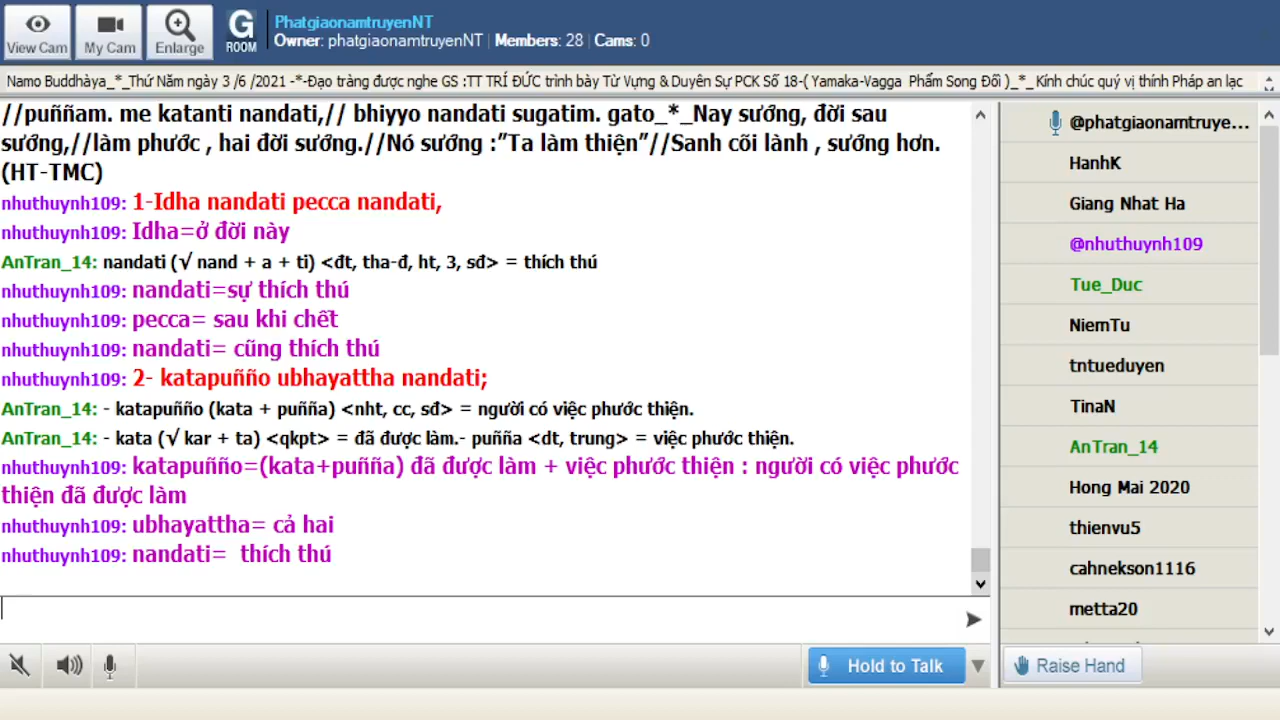 View Cam
My Cam
Enlarge
G
ROOM
PhatgiaonamtruyenNT
Owner: phatgiaonamtruyenNT | Members: 28 | Cams: 0
Namo Buddhàya_*_Thứ Năm ngày 3 /6 /2021 -*-Đạo tràng được nghe GS :TT TRÍ ĐỨC trình bày Từ Vựng & Duyên Sự PCK Số 18-( Yamaka-Vagga Phẩm Song Đối )_*_Kính chúc quý vị thính Pháp an lạc
//puññam. me katanti nandati,// bhiyyo nandati sugatim. gato_*_Nay sướng, đời sau
sướng,//làm phước , hai đời sướng.//Nó sướng :”Ta làm thiện”//Sanh cõi lành , sướng hơn.
(HT-TMC)
nhuthuynh109: 1-Idha nandati pecca nandati,
nhuthuynh109: Idha=ở đời này
AnTran_14: nandati (√ nand + a + ti) <đt, tha-đ, ht, 3, sđ> = thích thú
nhuthuynh109: nandati=sự thích thú
nhuthuynh109: pecca= sau khi chết
nhuthuynh109: nandati= cũng thích thú
nhuthuynh109: 2- katapuñño ubhayattha nandati;
AnTran_14: - katapuñño (kata + puñña) <nht, cc, sđ> = người có việc phước thiện.
AnTran_14: - kata (√ kar + ta) <qkpt> = đã được làm.- puñña <dt, trung> = việc phước thiện.
nhuthuynh109: katapuñño=(kata+puñña) đã được làm + việc phước thiện : người có việc phước
thiện đã được làm
nhuthuynh109: ubhayattha= cả hai
nhuthuynh109: nandati= thích thú
Hold to Talk
@phatgiaonamtruye...
HanhK
Giang Nhat Ha
@nhuthuynh109
Tue_Duc
NiemTu
tntueduyen
TinaN
AnTran_14
Hong Mai 2020
thienvu5
cahnekson1116
metta20
Raise Hand